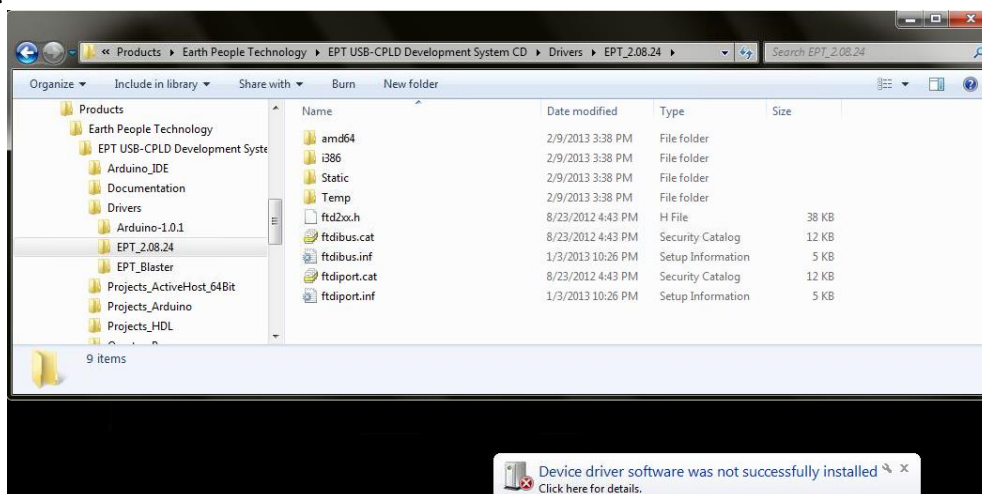 « Products ▸ Earth People Technology ▸ EPT USB-CPLD Development System CD ▸ Drivers ▸ EPT_2.08.24 ▸ Search EPT_2.08.24
Organize ▾ Include in library ▾ Share with ▾ Burn New folder
Products
Earth People Technology
EPT USB-CPLD Development Syste
Arduino_IDE
Documentation
Drivers
Arduino-1.0.1
EPT_2.08.24
EPT_Blaster
Projects_ActiveHost_64Bit
Projects_Arduino
Projects_HDL
Name Date modified Type Size
amd64 2/9/2013 3:38 PM File folder
i386 2/9/2013 3:38 PM File folder
Static 2/9/2013 3:38 PM File folder
Temp 2/9/2013 3:38 PM File folder
ftd2xx.h 8/23/2012 4:43 PM H File 38 KB
ftdibus.cat 8/23/2012 4:43 PM Security Catalog 12 KB
ftdibus.inf 1/3/2013 10:26 PM Setup Information 5 KB
ftdiport.cat 8/23/2012 4:43 PM Security Catalog 12 KB
ftdiport.inf 1/3/2013 10:26 PM Setup Information 5 KB
9 items
Device driver software was not successfully installed
Click here for details.